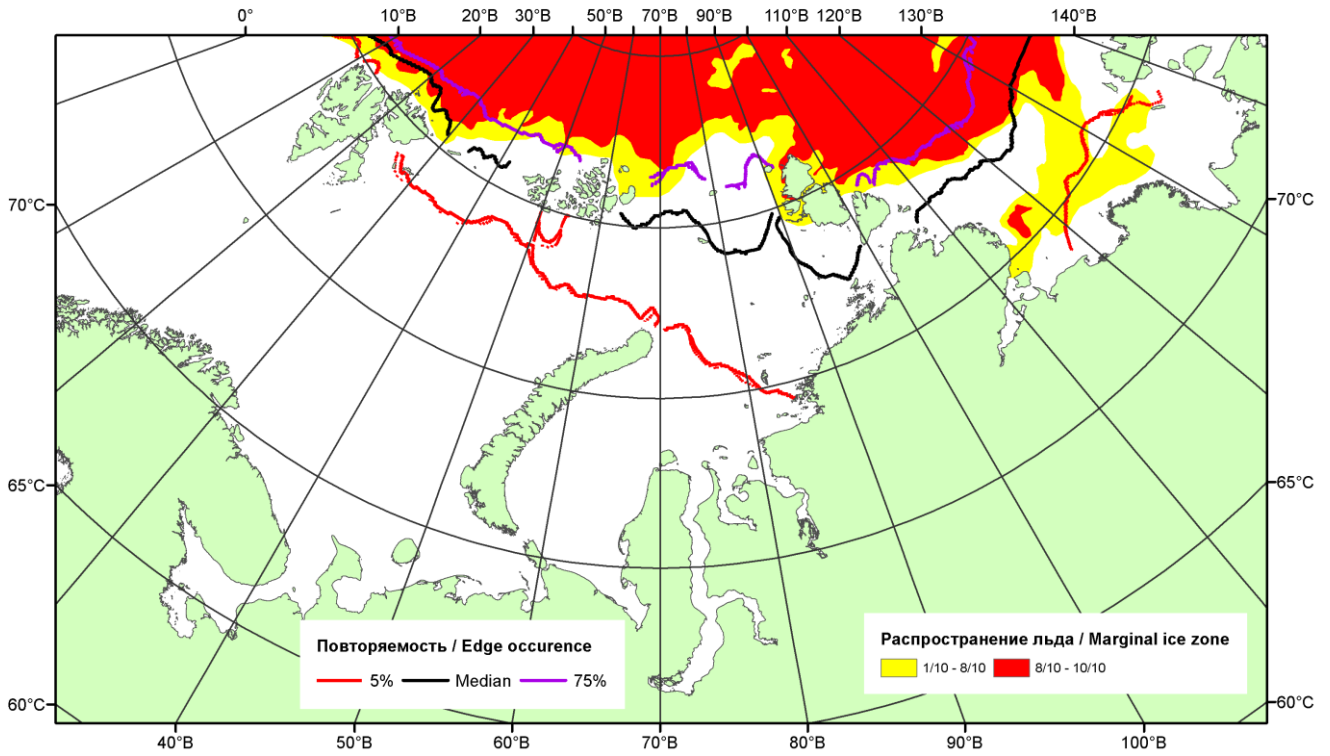 0° 10°В 20°В 30°В 50°В 70°В 90°В 110°В 120°В 130°В 140°В
70°С 70°С
65°С 65°С
60°С 60°С
Повторяемость / Edge occurence
5% Median 75%
Распространение льда / Marginal ice zone
1/10 - 8/10 8/10 - 10/10
40°В 50°В 60°В 70°В 80°В 90°В 100°В